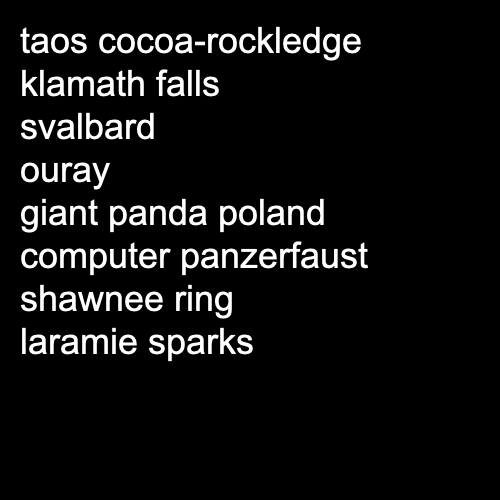 taos cocoa-rockledge
klamath falls
svalbard
ouray
giant panda poland
computer panzerfaust
shawnee ring
laramie sparks